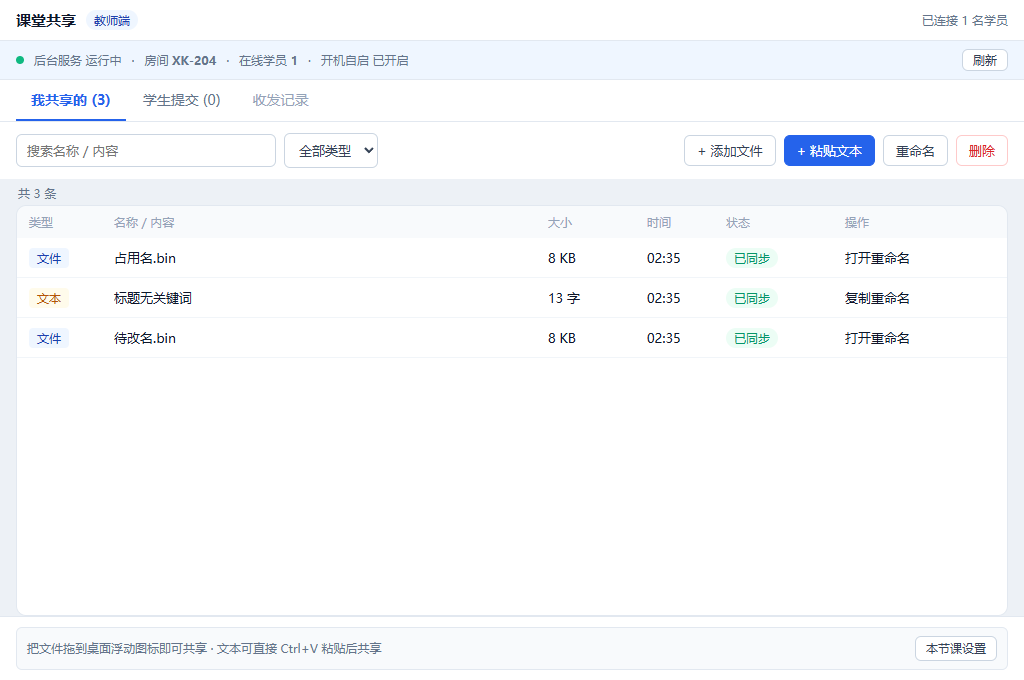 课堂共享 教师端 已连接 1 名学员
后台服务 运行中 · 房间 XK-204 · 在线学员 1 · 开机自启 已开启 刷新
我共享的 (3) 学生提交 (0) 收发记录
搜索名称 / 内容 全部类型 + 添加文件 + 粘贴文本 重命名 删除
共 3 条
类型 名称 / 内容 大小 时间 状态 操作
文件 占用名.bin 8 KB 02:35 已同步 打开重命名
文本 标题无关键词 13 字 02:35 已同步 复制重命名
文件 待改名.bin 8 KB 02:35 已同步 打开重命名
把文件拖到桌面浮动图标即可共享 · 文本可直接 Ctrl+V 粘贴后共享 本节课设置